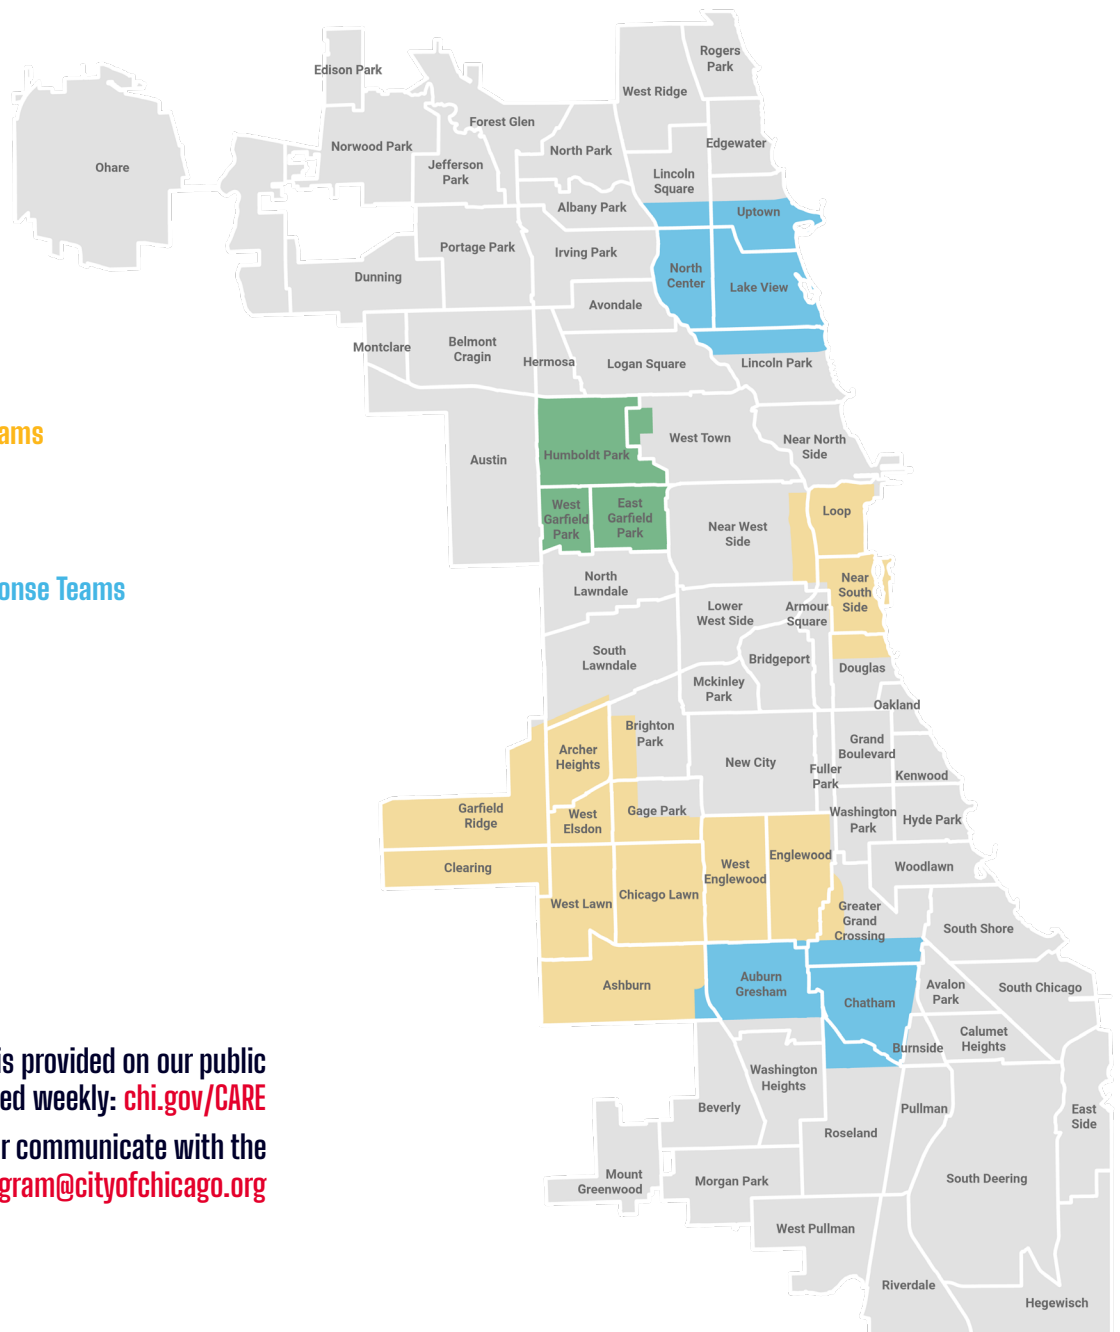 Rogers
Park
Edison Park
West Ridge
Forest Glen
Edgewater
Norwood Park
North Park
Ohare
Jefferson
Park
Lincoln
Square
Albany Park
Uptown
Portage Park
Irving Park
Dunning
North
Center
Lake View
Avondale
Montclare
Belmont
Cragin
Hermosa
Logan Square
Lincoln Park
ams
West Town
Near North
Side
Austin
Humboldt Park
West
Garfield
Park
East
Garfield
Park
Loop
Near West
Side
onse Teams
North
Lawndale
Near
South
Side
Lower
West Side
Armour
Square
South
Lawndale
Bridgeport
Douglas
Mckinley
Park
Oakland
Brighton
Park
Archer
Heights
Grand
Boulevard
New City
Fuller
Park
Kenwood
Garfield
Ridge
West
Elsdon
Gage Park
Washington
Park
Hyde Park
Clearing
West
Englewood
Englewood
Woodlawn
West Lawn
Chicago Lawn
Greater
Grand
Crossing
South Shore
Ashburn
Auburn
Gresham
Chatham
Avalon
Park
South Chicago
Burnside
Calumet
Heights
is provided on our public
ed weekly: chi.gov/CARE
Washington
Heights
Beverly
Pullman
East
Side
r communicate with the
gram@cityofchicago.org
Roseland
Mount
Greenwood
Morgan Park
South Deering
West Pullman
Riverdale
Hegewisch